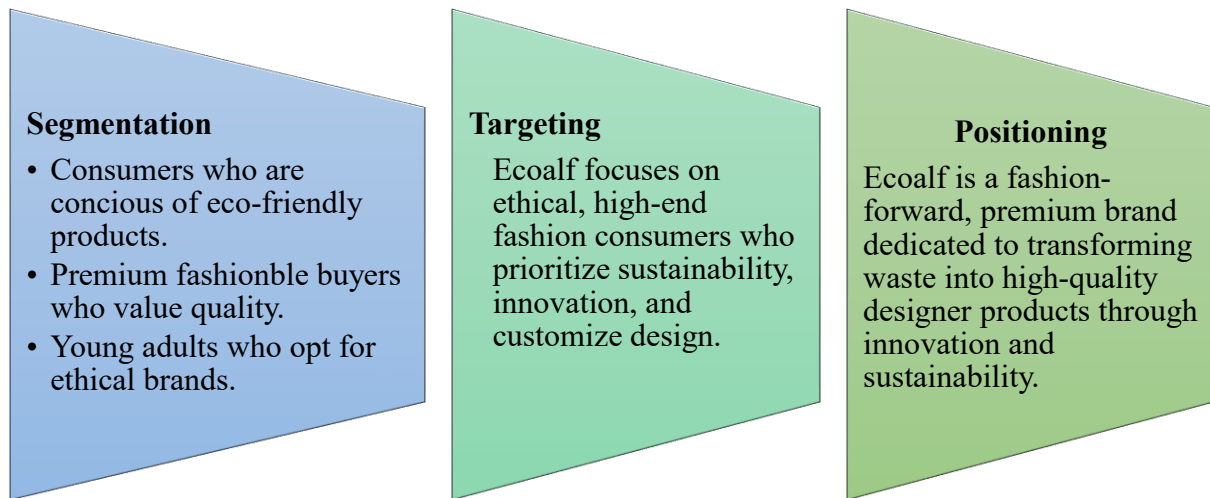 Segmentation
• Consumers who are
concious of eco-friendly
products.
• Premium fashionble buyers
who value quality.
• Young adults who opt for
ethical brands.
Targeting
Ecoalf focuses on
ethical, high-end
fashion consumers who
prioritize sustainability,
innovation, and
customize design.
Positioning
Ecoalf is a fashion-
forward, premium brand
dedicated to transforming
waste into high-quality
designer products through
innovation and
sustainability.